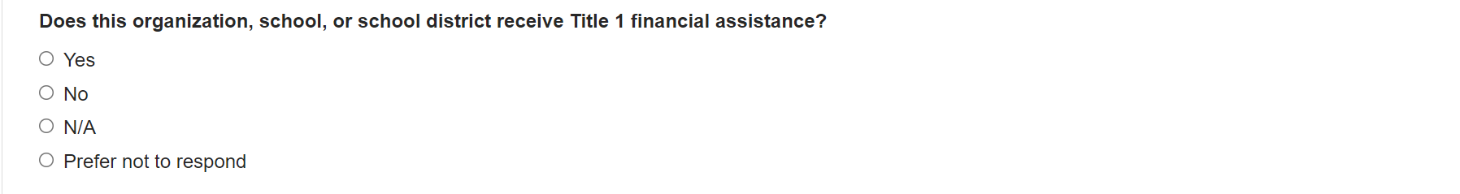 Does this organization, school, or school district receive Title 1 financial assistance?
Yes
No
N/A
Prefer not to respond